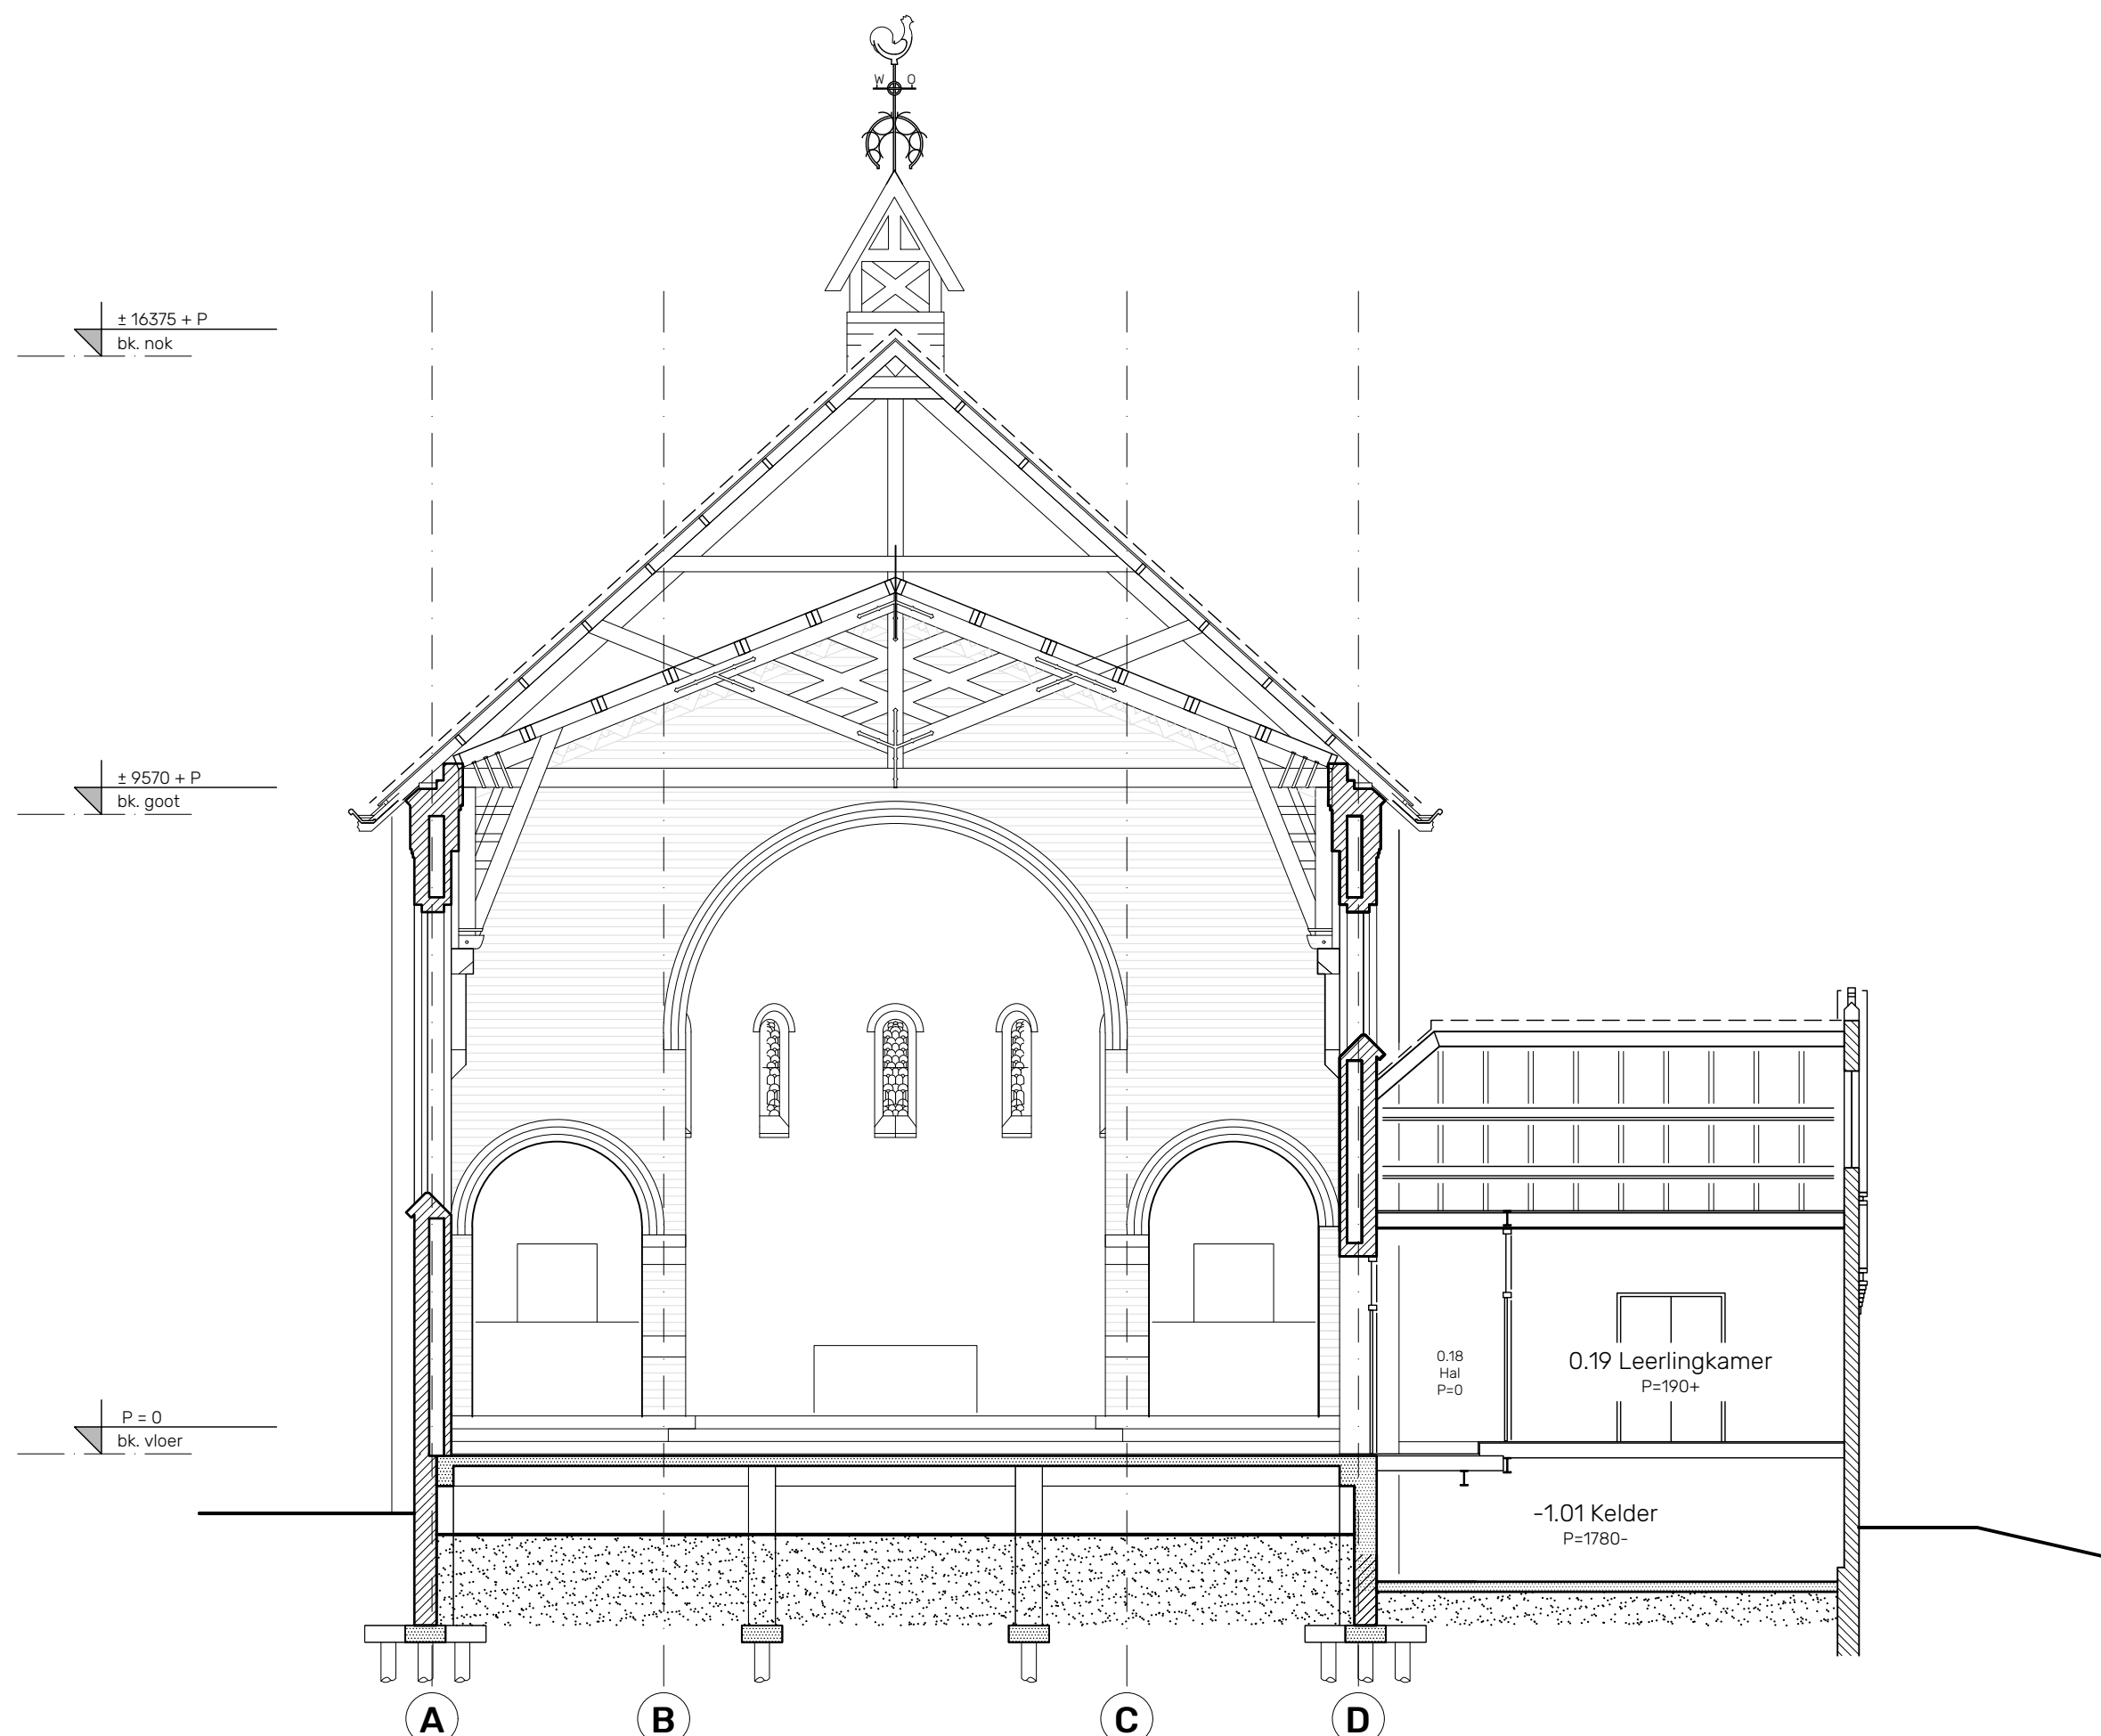 W O
± 16375 + P
bk. nok
± 9570 + P
bk. goot
0.18
Hal
P=0
0.19 Leerlingkamer
P=190+
P = 0
bk. vloer
-1.01 Kelder
P=1780-
A B C D